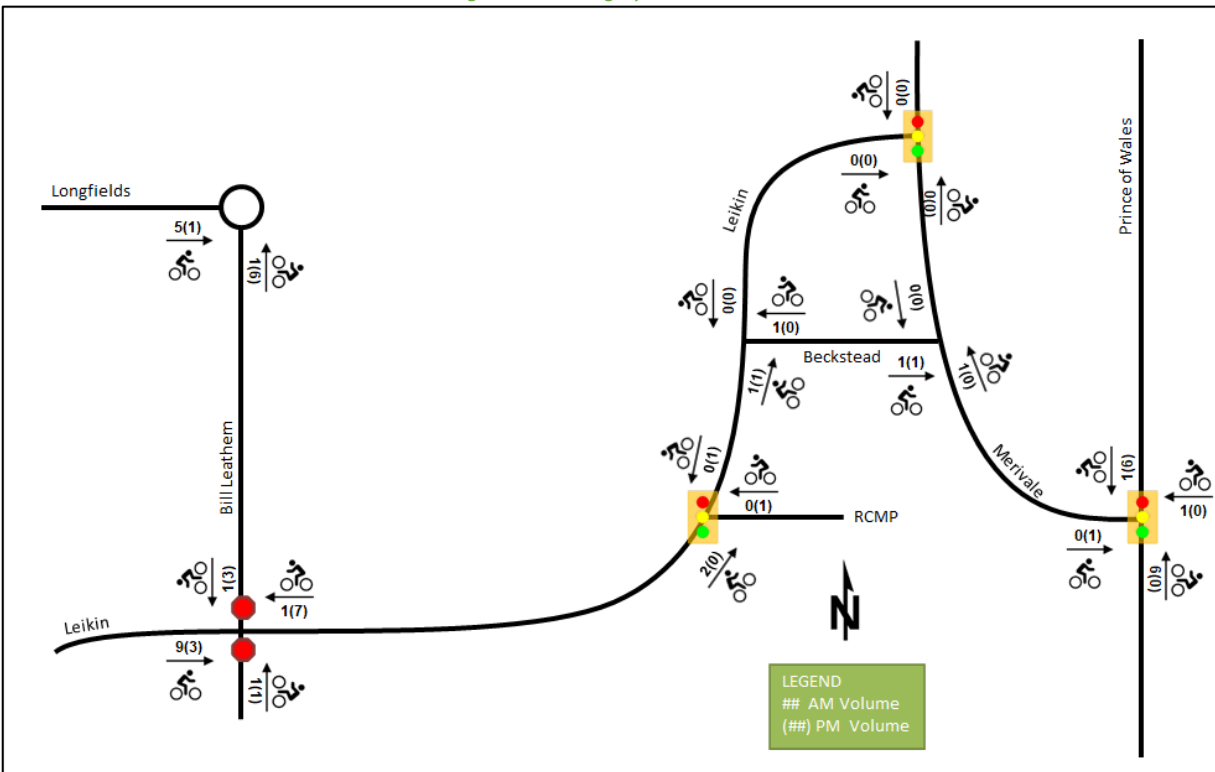 0(0)
Longfields
0(0)
Leikin
0(0)
Prince of Wales
5(1)
1(6)
0(0)
1(0)
0(0)
Beckstead
1(1)
1(1)
1(0)
Bill Leathem
Merivale
0(1)
0(1)
RCMP
1(6)
1(0)
0(1)
2(0)
6(0)
N
1(3)
1(7)
Leikin
9(3)
1(1)
LEGEND
## AM Volume
(##) PM Volume